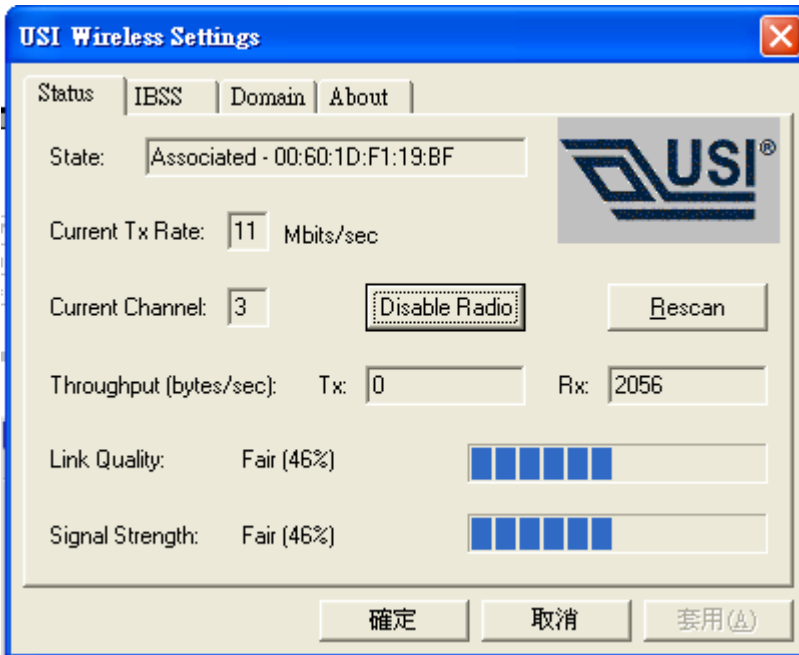 USI Wireless Settings
Status IBSS Domain About
State: Associated - 00:60:1D:F1:19:BF
USI®
Current Tx Rate: 11 Mbits/sec
Current Channel: 3 Disable Radio Rescan
Throughput (bytes/sec): Tx: 0 Rx: 2056
Link Quality: Fair (46%)
Signal Strength: Fair (46%)
確定 取消 套用(A)